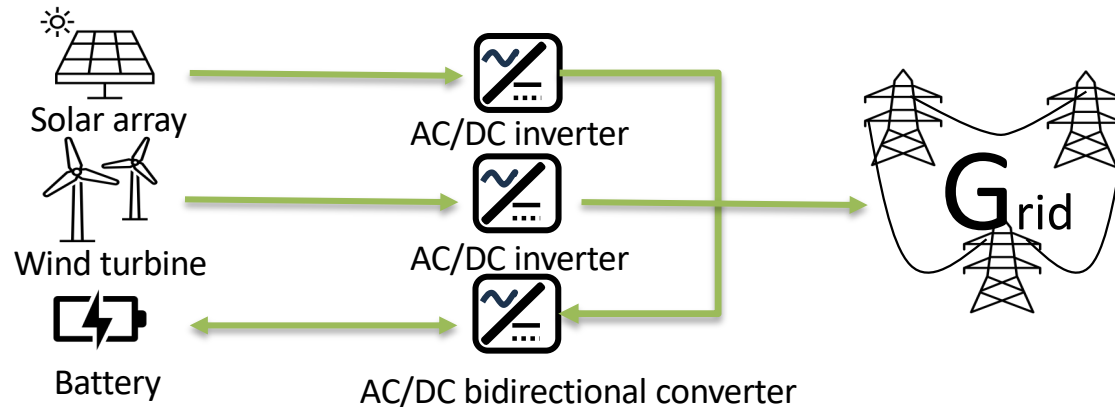 Solar array
AC/DC inverter
Wind turbine
AC/DC inverter
Grid
Battery
AC/DC bidirectional converter